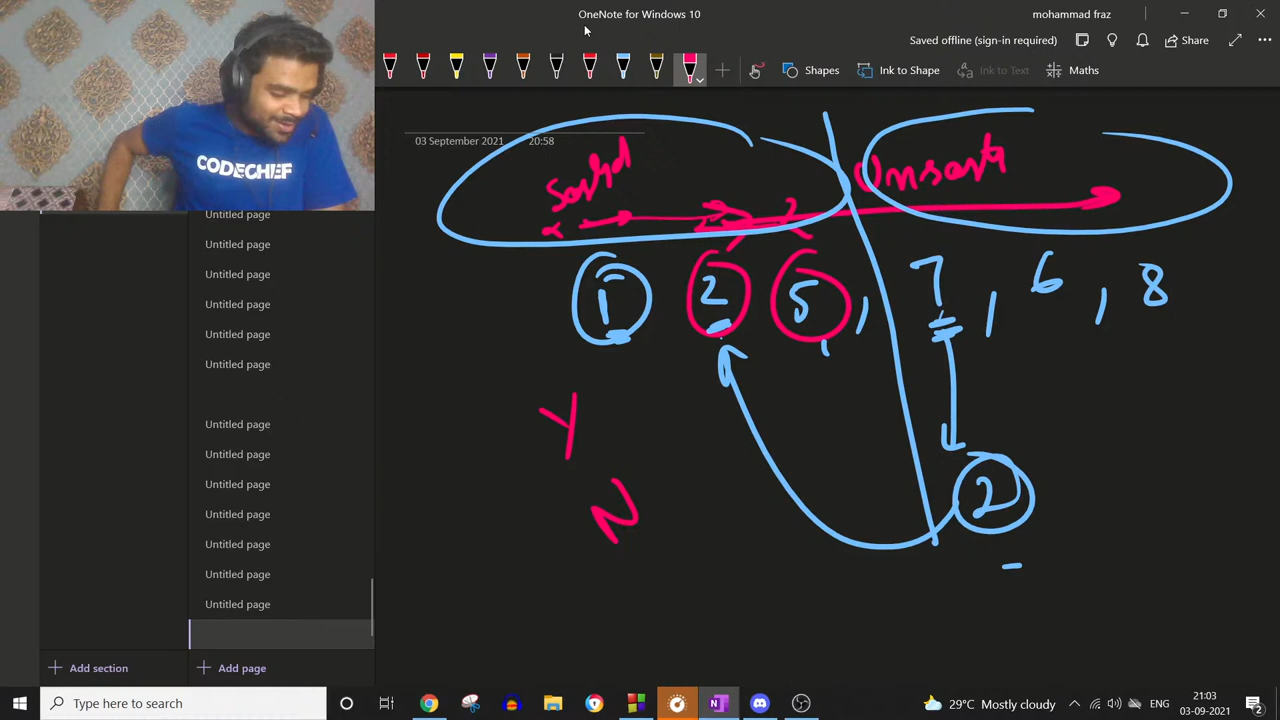 OneNote for Windows 10
mohammad fraz
Saved offline (sign in required)
Share
Shapes
Ink to Shape
Ink to Text
Maths
CODECHEF
03 September 2021 20:58
Sorted
Unsorted
1 2 5 , 7 , 6 , 8
Y
N
2
Untitled page
Untitled page
Untitled page
Untitled page
Untitled page
Untitled page
Untitled page
Untitled page
Untitled page
Untitled page
Untitled page
Untitled page
Untitled page
Add section
Add page
Type here to search
29°C Mostly cloudy
ENG
21:03
03-09-2021
2